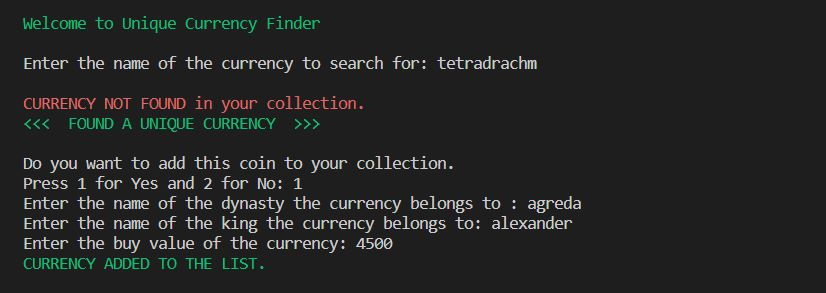 Welcome to Unique Currency Finder
Enter the name of the currency to search for: tetradrachm
CURRENCY NOT FOUND in your collection.
<<<  FOUND A UNIQUE CURRENCY  >>>
Do you want to add this coin to your collection.
Press 1 for Yes and 2 for No: 1
Enter the name of the dynasty the currency belongs to : agreda
Enter the name of the king the currency belongs to: alexander
Enter the buy value of the currency: 4500
CURRENCY ADDED TO THE LIST.